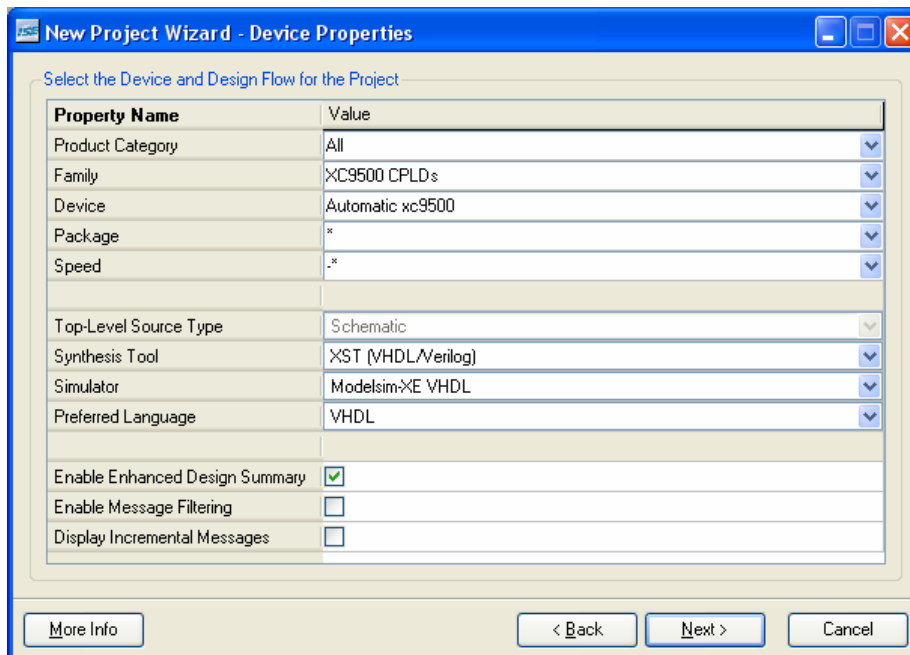 ISE New Project Wizard - Device Properties
Select the Device and Design Flow for the Project
Property Name Value
Product Category All
Family XC9500 CPLDs
Device Automatic xc9500
Package *
Speed -*
Top-Level Source Type Schematic
Synthesis Tool XST (VHDL/Verilog)
Simulator Modelsim-XE VHDL
Preferred Language VHDL
Enable Enhanced Design Summary
Enable Message Filtering
Display Incremental Messages
More Info < Back Next > Cancel